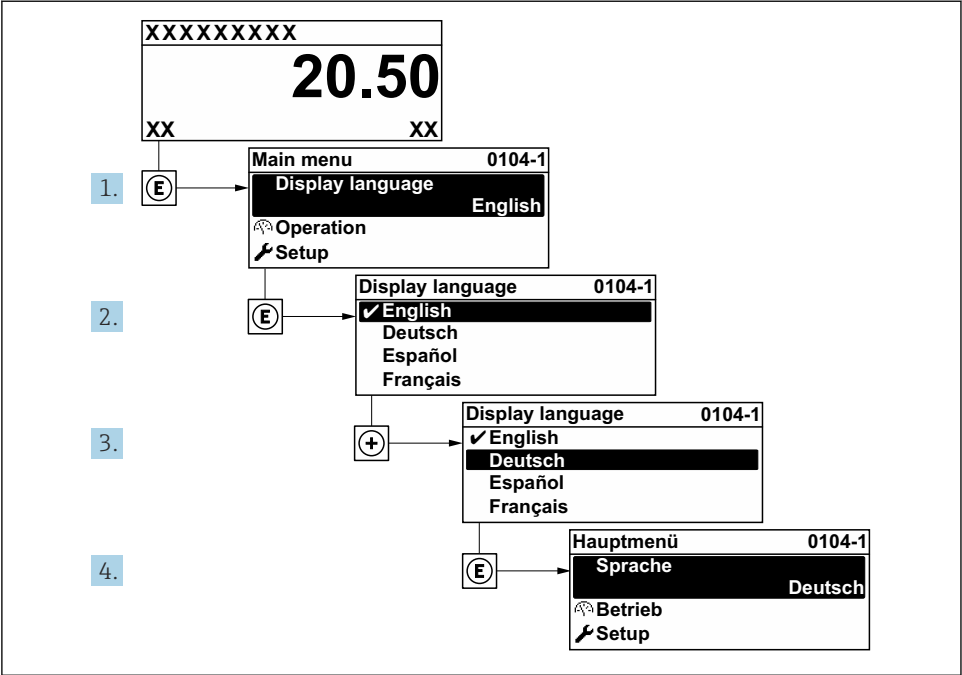 XXXXXXXXX
20.50
XX XX
1. E
Main menu 0104-1
Display language
English
Operation
Setup
2. E
Display language 0104-1
✔ English
Deutsch
Español
Français
3. +
Display language 0104-1
✔ English
Deutsch
Español
Français
4. E
Hauptmenü 0104-1
Sprache
Deutsch
Betrieb
Setup